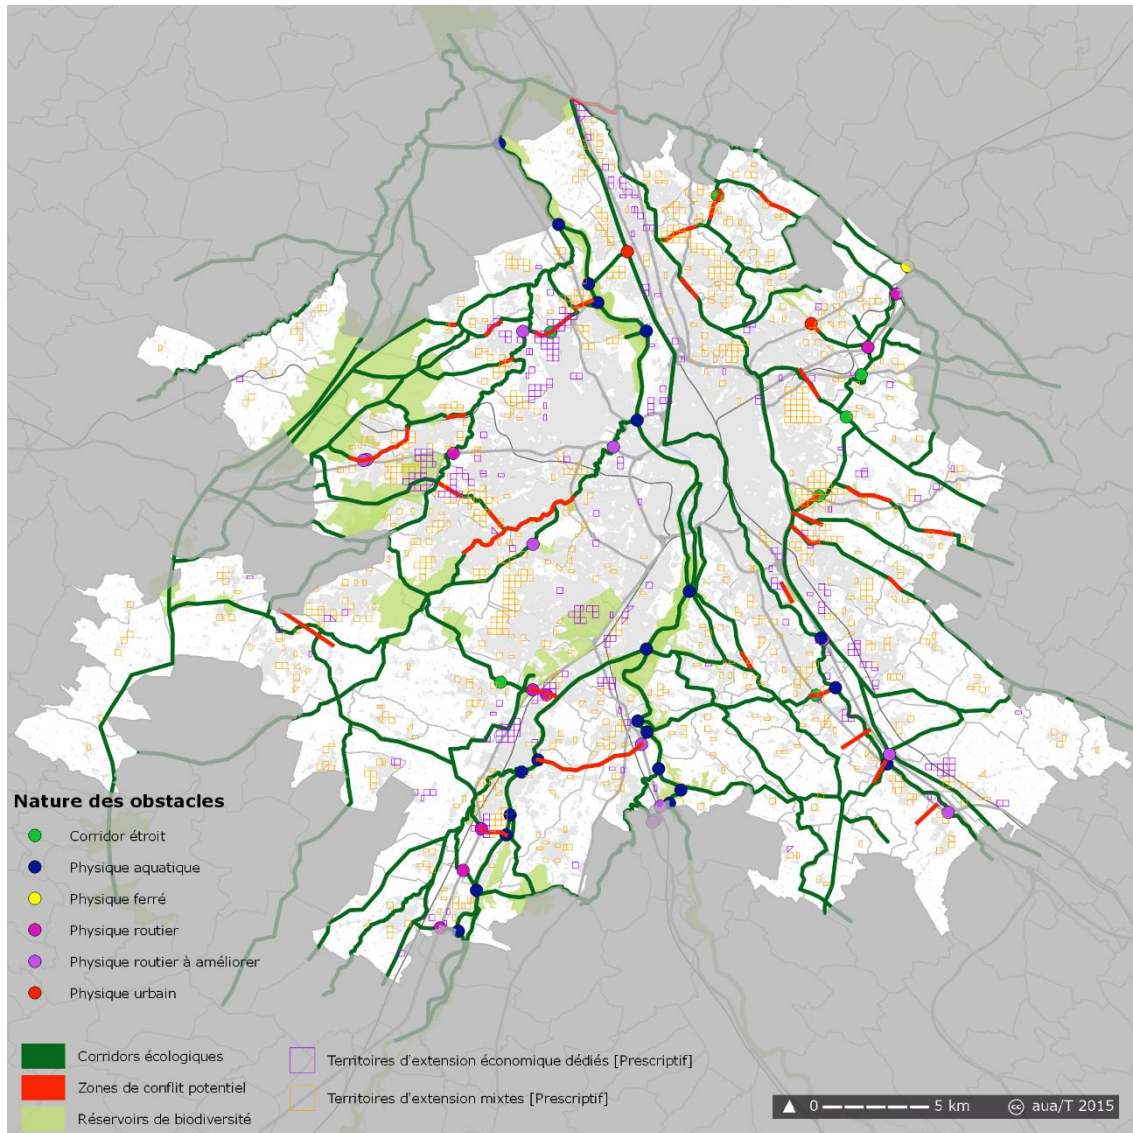 Nature des obstacles
Corridor étroit
Physique aquatique
Physique ferré
Physique routier
Physique routier à améliorer
Physique urbain
Corridors écologiques
Zones de conflit potentiel
Réservoirs de biodiversité
Territoires d'extension économique dédiés [Prescriptif]
Territoires d'extension mixtes [Prescriptif]
0 5 km cc aua/T 2015